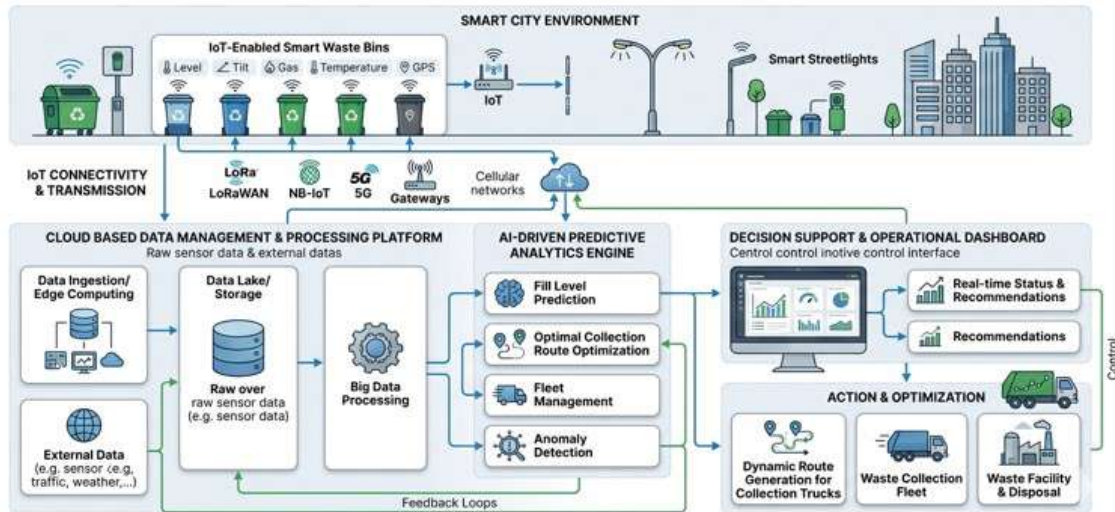 SMART CITY ENVIRONMENT
IoT-Enabled Smart Waste Bins
Level
Tilt
Gas
Temperature
GPS
IoT
Smart Streetlights
IoT CONNECTIVITY
& TRANSMISSION
LoRa
LoRaWAN
NB-IoT
5G
5G
Gateways
Cellular
networks
CLOUD BASED DATA MANAGEMENT & PROCESSING PLATFORM
Raw sensor data & external datas
Data Ingestion/
Edge Computing
External Data
(e.g. sensor (e.g,
traffic, weather,...)
Data Lake/
Storage
Raw over
raw sensor data
(e.g. sensor data)
Big Data
Processing
AI-DRIVEN PREDICTIVE
ANALYTICS ENGINE
Fill Level
Prediction
Optimal Collection
Route Optimization
Fleet
Management
Anomaly
Detection
Feedback Loops
DECISION SUPPORT & OPERATIONAL DASHBOARD
Centrol control inotive control interface
Real-time Status &
Recommendations
Recommendations
Control
ACTION & OPTIMIZATION
Dynamic Route
Generation for
Collection Trucks
Waste Collection
Fleet
Waste Facility
& Disposal